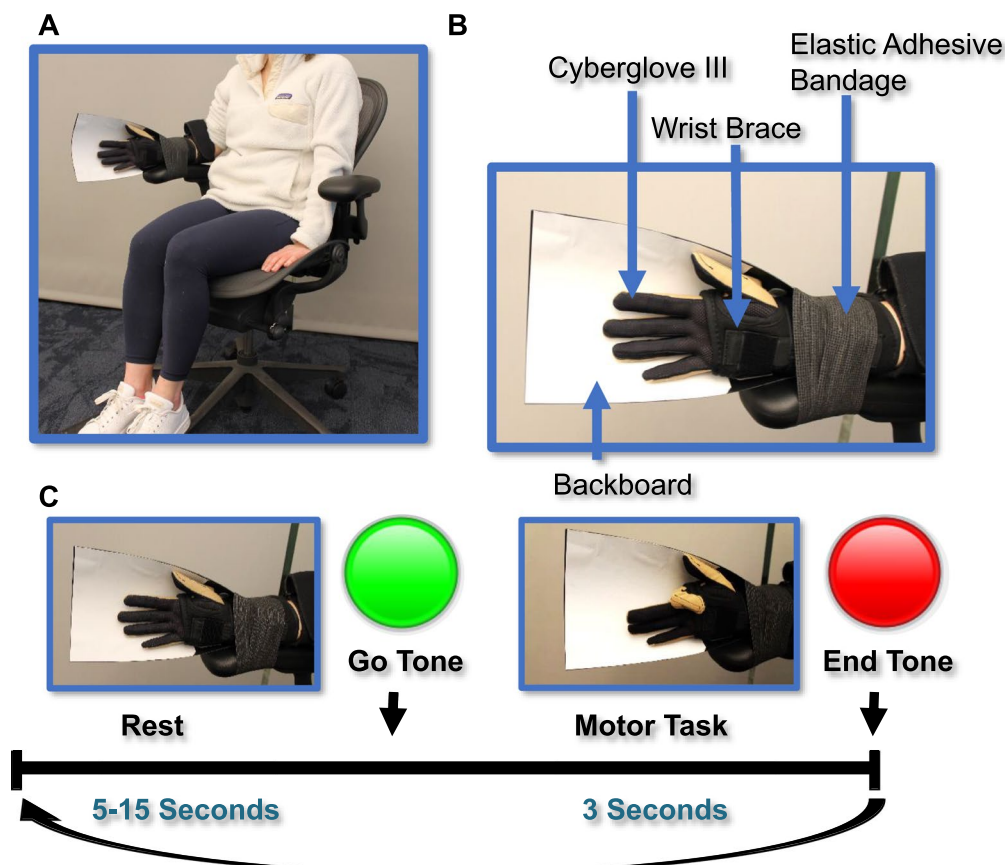 A
B
Cyberglove III
Elastic Adhesive
Bandage
Wrist Brace
Backboard
C
Go Tone
End Tone
Rest
Motor Task
5-15 Seconds
3 Seconds